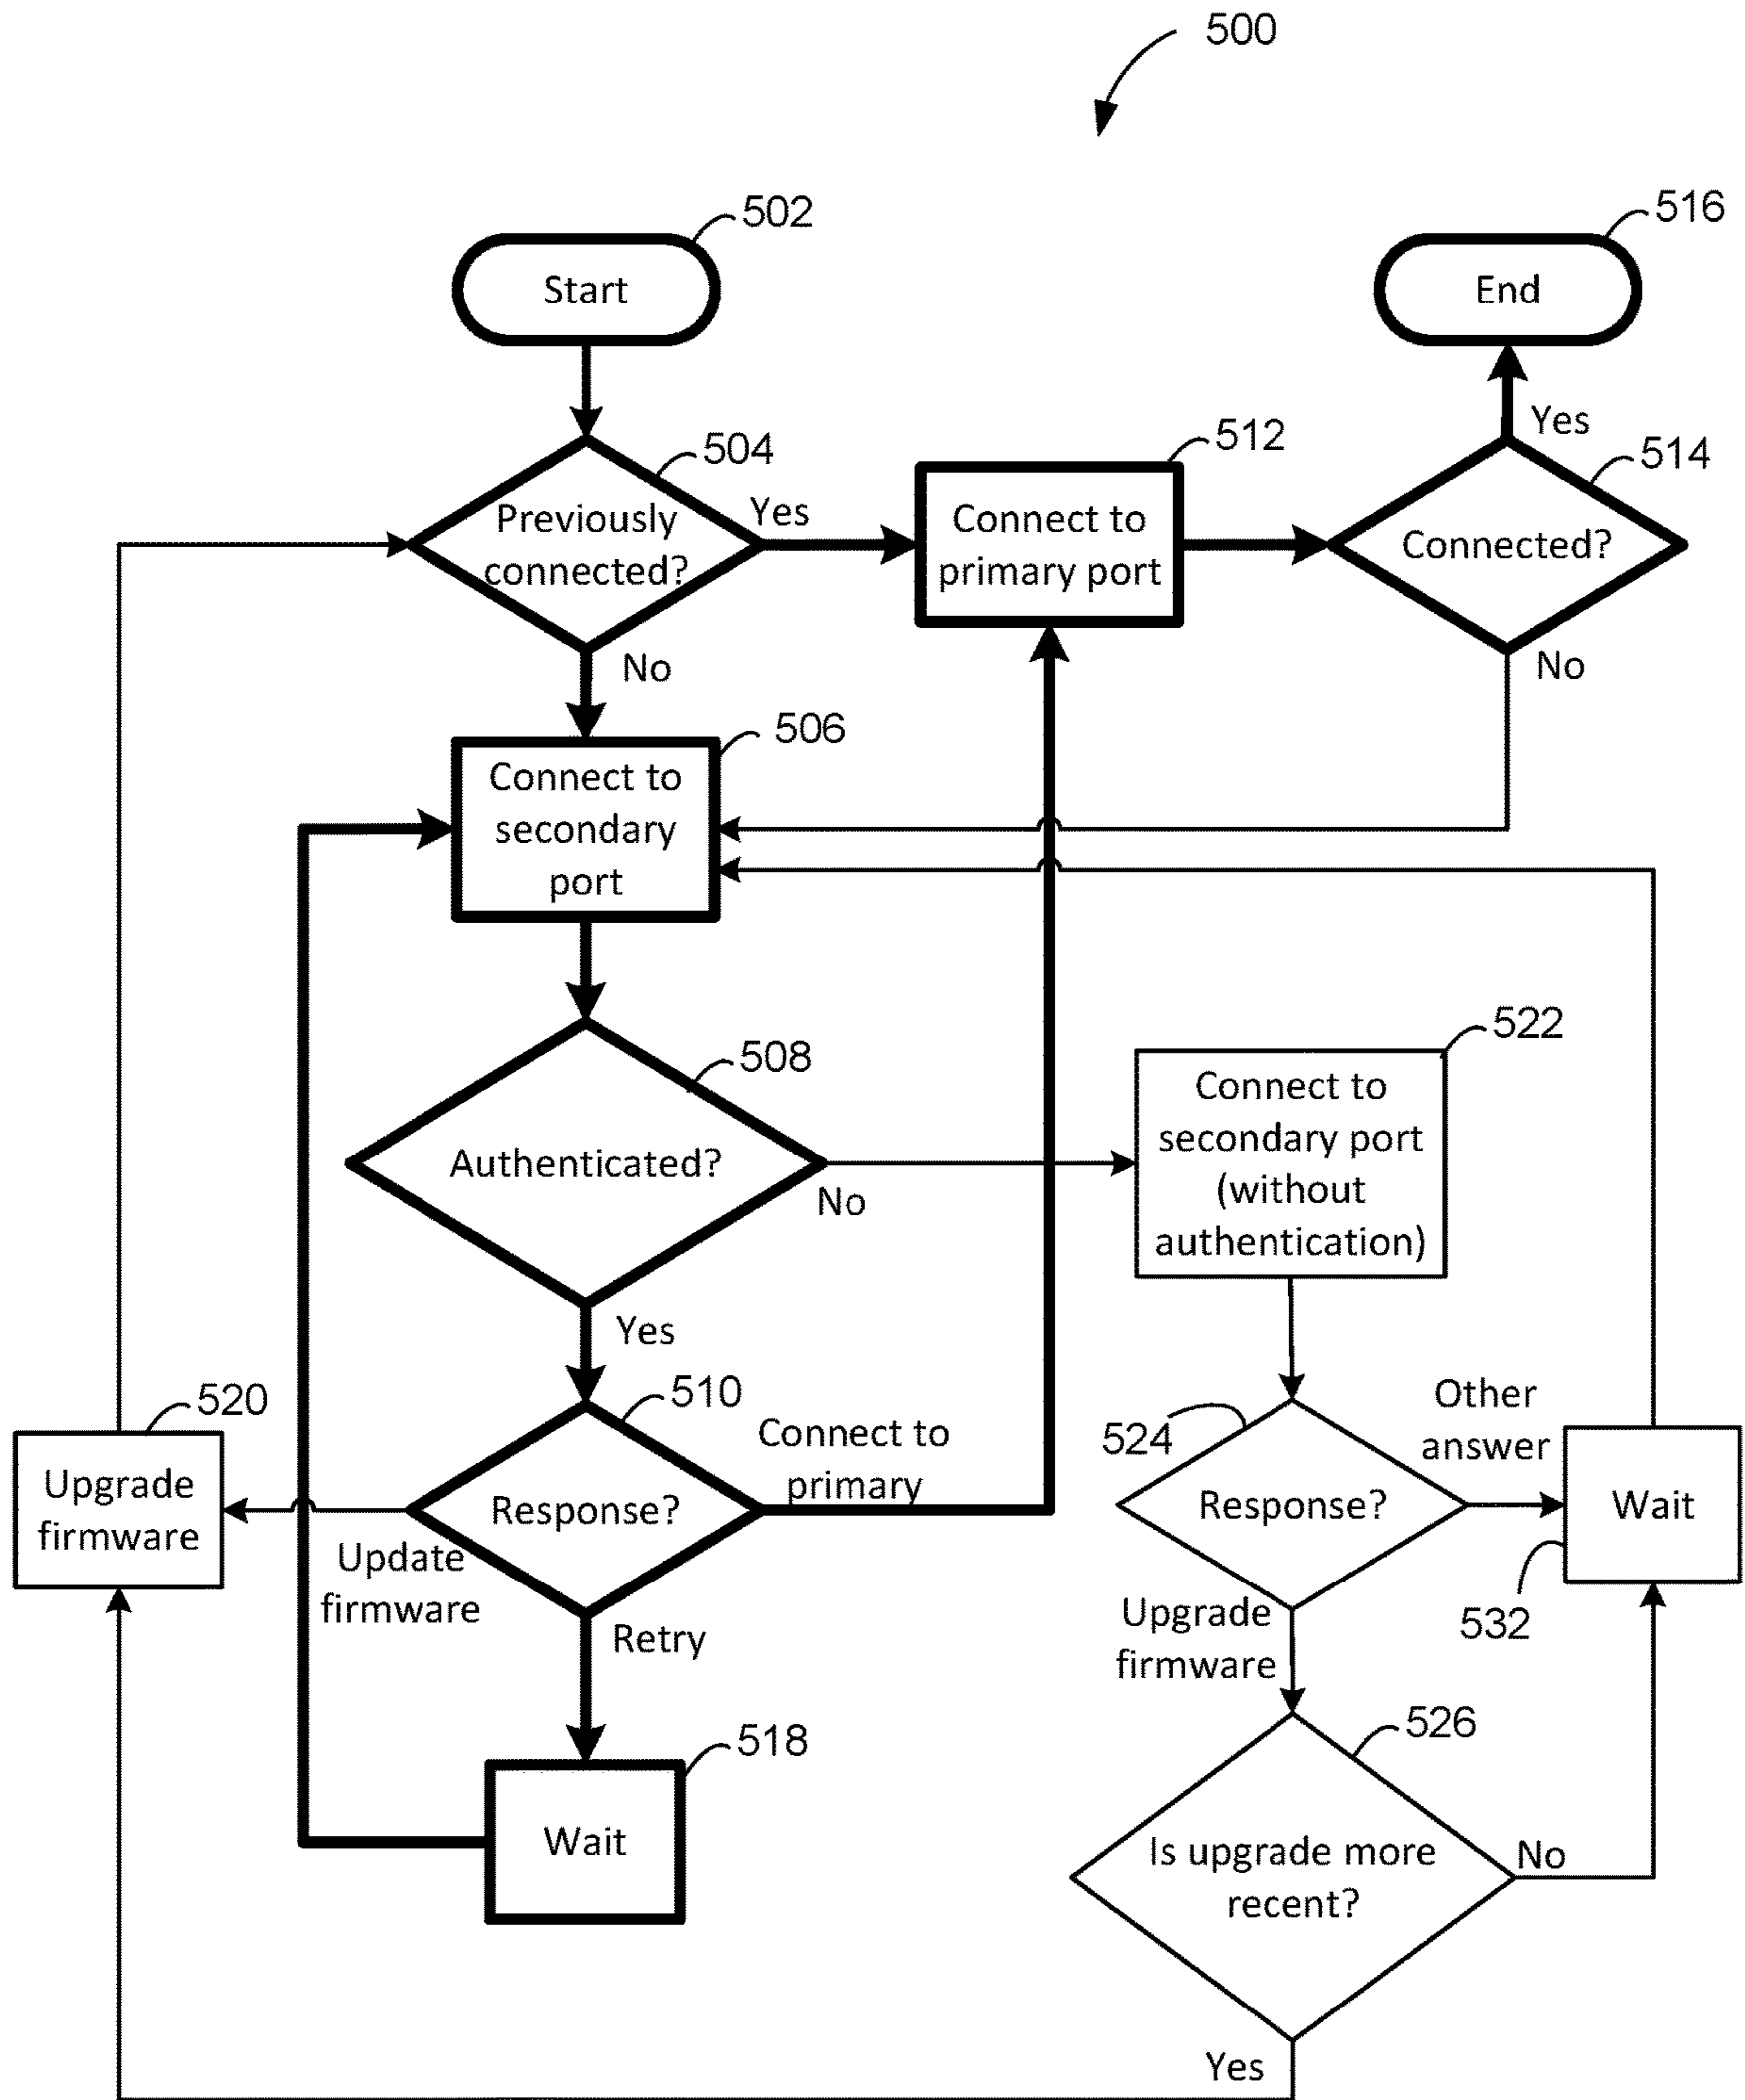 500
502
516
Start
End
Yes
504
512
514
Previously
connected?
Yes
Connect to
primary port
Connected?
No
No
506
Connect to
secondary
port
522
508
Connect to
secondary port
(without
authentication)
Authenticated?
No
Yes
520
510
Connect to
primary
Other
answer
524
Upgrade
firmware
Response?
Response?
Wait
Update
firmware
Upgrade
firmware
532
Retry
526
518
Wait
Is upgrade more
recent?
No
Yes